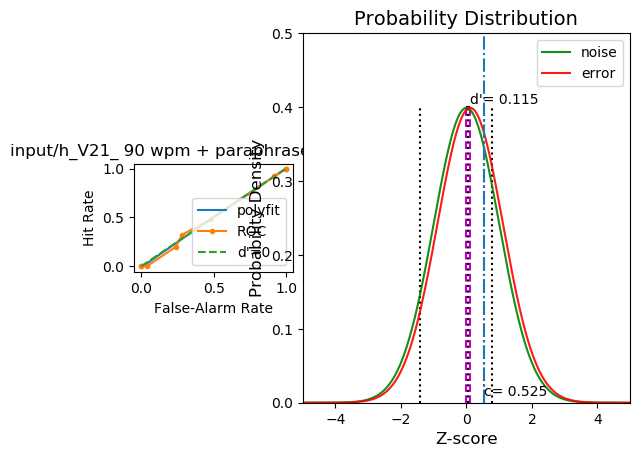 Probability Distribution
0.5
noise
error
0.4
d'= 0.115
input/h_V21_ 90 wpm + paraphrase
1.0
0.5
0.0
Hit Rate
polyfit
ROC
0.0
0.5
1.0
False-Alarm Rate
Probability Density
0.3
0.2
0.1
0.0
c= 0.525
−4
−2
0
2
4
Z-score